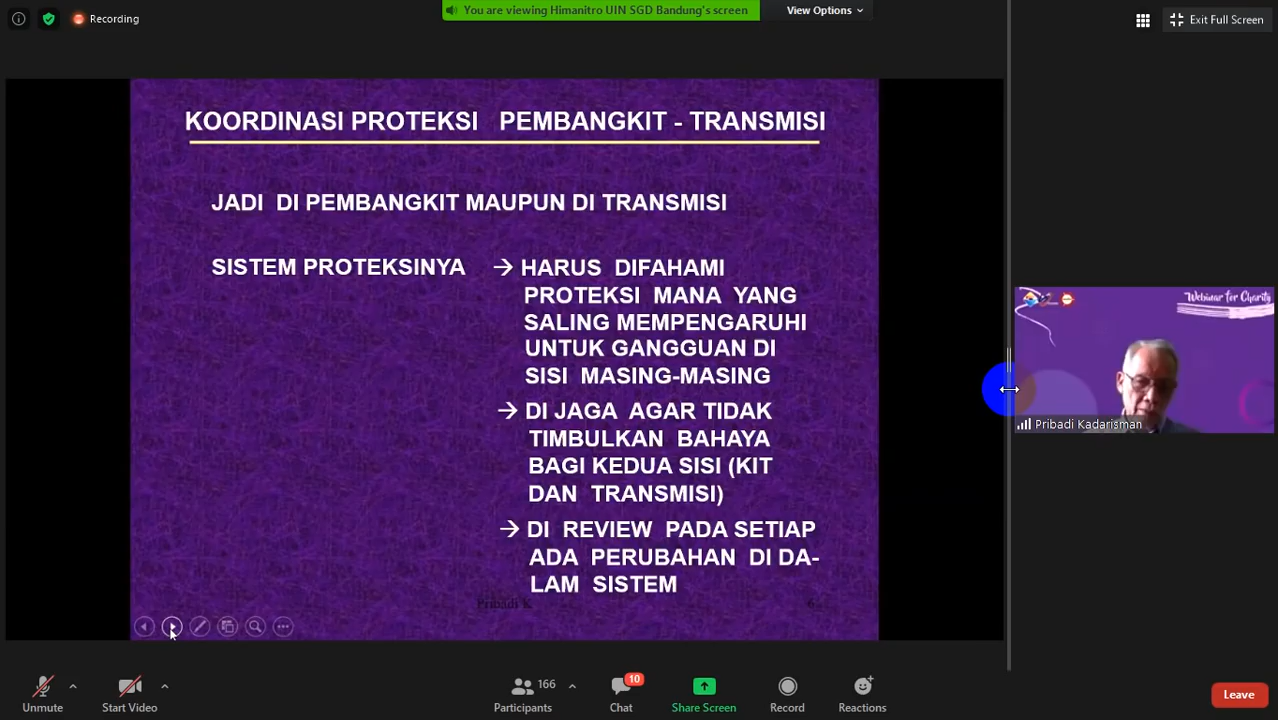 Recording
You are viewing Himanitro UIN SGD Bandung's screen
View Options
Exit Full Screen
KOORDINASI PROTEKSI PEMBANGKIT - TRANSMISI
JADI DI PEMBANGKIT MAUPUN DI TRANSMISI
SISTEM PROTEKSINYA → HARUS DIFAHAMI
PROTEKSI MANA YANG
SALING MEMPENGARUHI
UNTUK GANGGUAN DI
SISI MASING-MASING
→ DI JAGA AGAR TIDAK
TIMBULKAN BAHAYA
BAGI KEDUA SISI (KIT
DAN TRANSMISI)
→ DI REVIEW PADA SETIAP
ADA PERUBAHAN DI DA-
LAM SISTEM
Pribadi K
6
Webinar for Charity
Pribadi Kadarisman
Unmute
Start Video
166
Participants
10
Chat
Share Screen
Record
Reactions
Leave